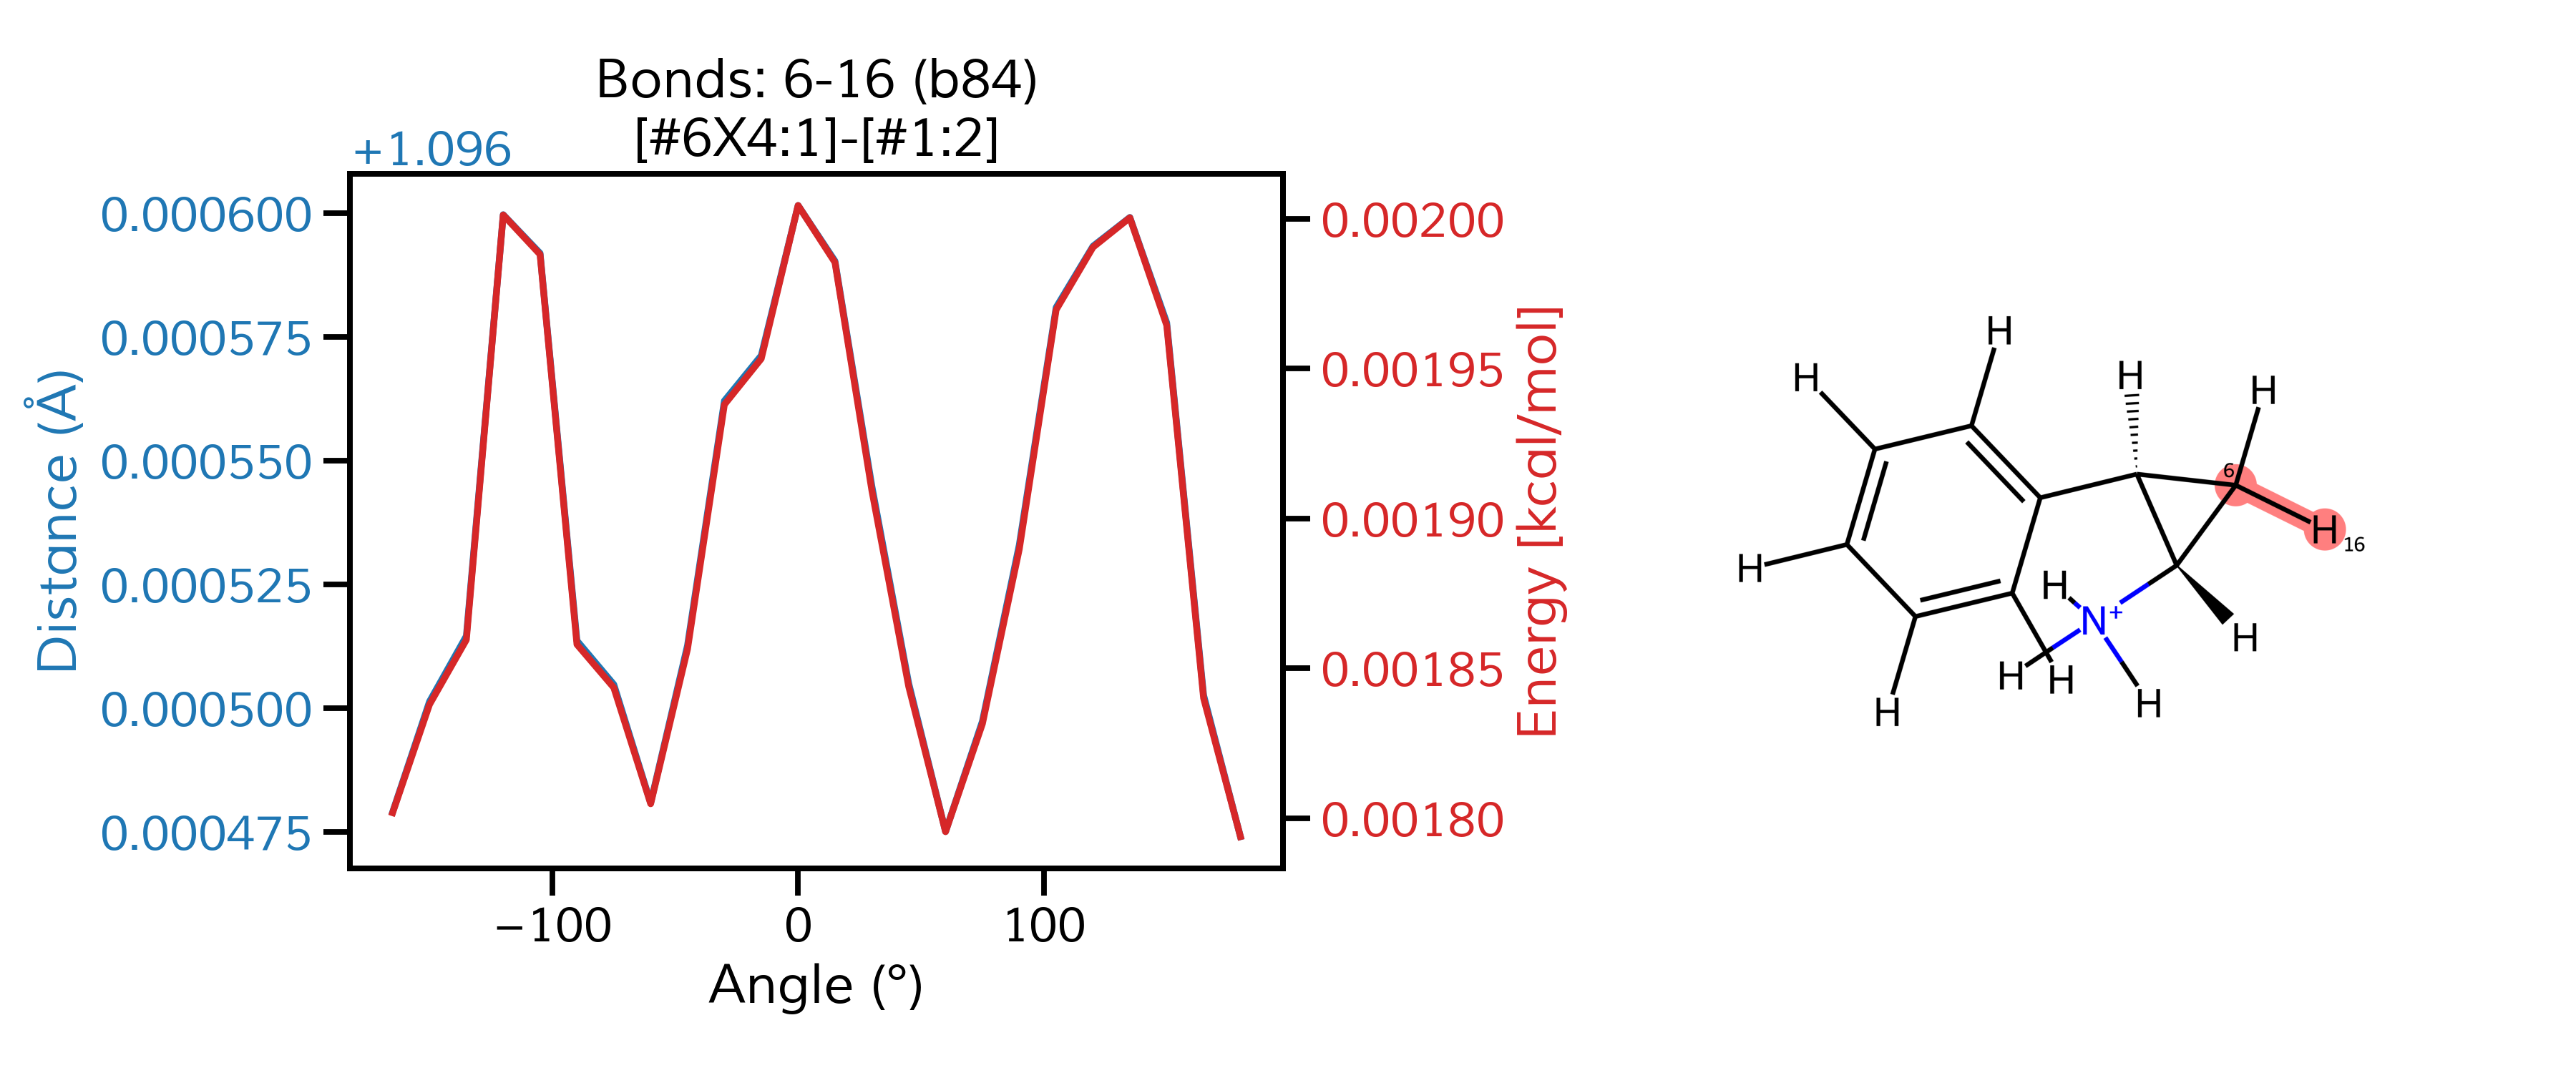 Bonds: 6-16 (b84)
[#6X4:1]-[#1:2]
+1.096
0.000600
0.000575
0.000550
0.000525
0.000500
0.000475
Distance (Å)
0.00200
0.00195
0.00190
0.00185
0.00180
Energy [kcal/mol]
−100
0
100
Angle (°)
H
H
H
H
6
H
16
H
H
N+
H
H
H
H
H